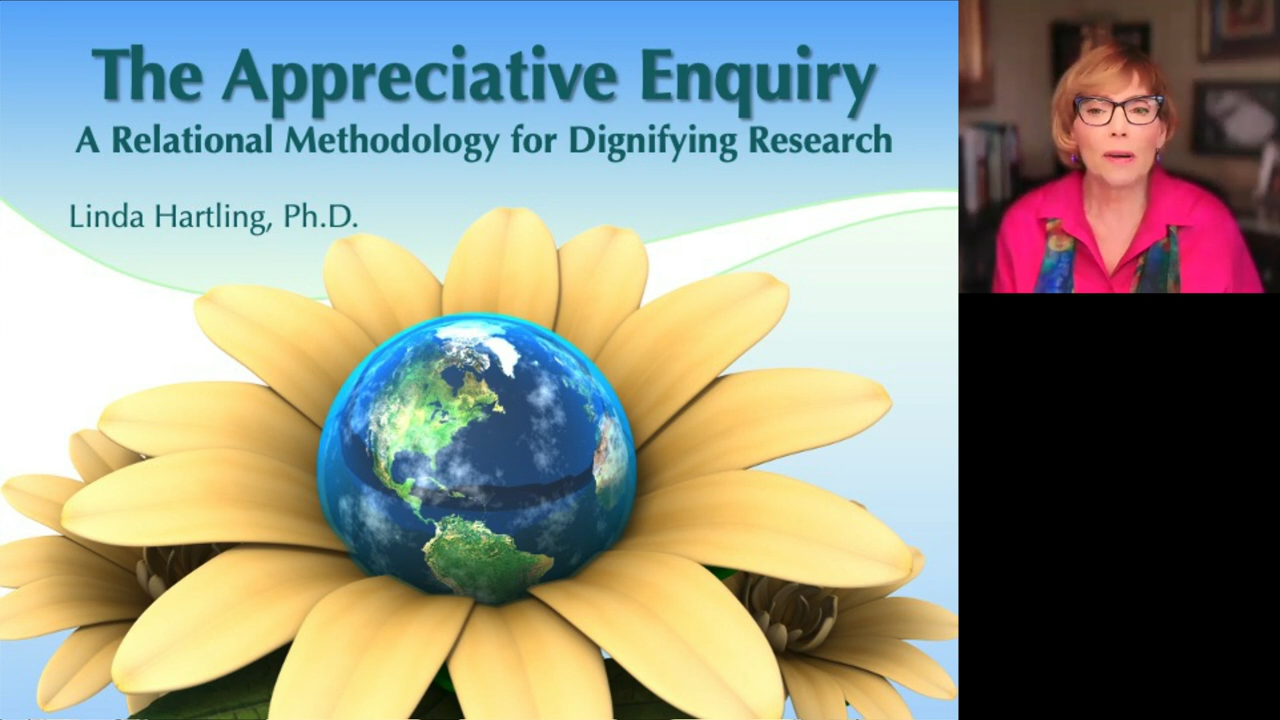 The Appreciative Enquiry
A Relational Methodology for Dignifying Research
Linda Hartling, Ph.D.